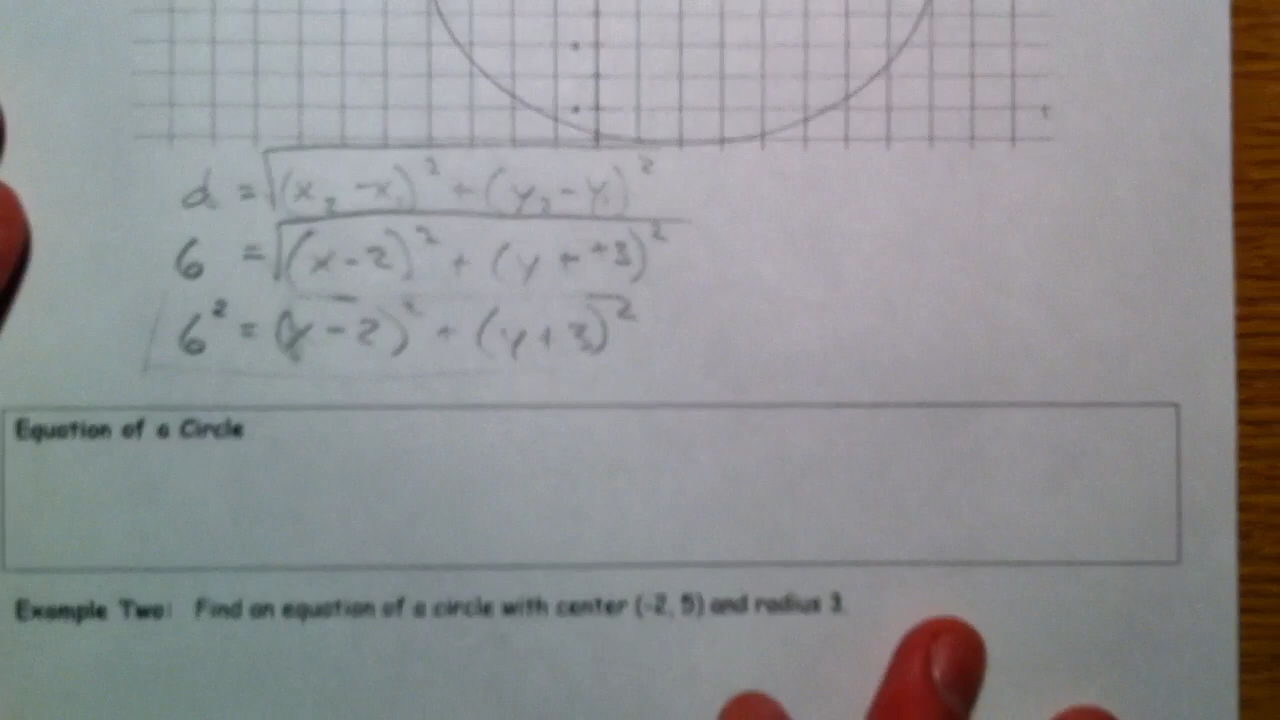 d = √(x₂ - x₁)² + (y₂ - y₁)²
6 = √(x - 2)² + (y + +3)²
6² = (x - 2)² + (y + 3)²
Equation of a Circle
Example Two: Find an equation of a circle with center (-2, 5) and radius 3.